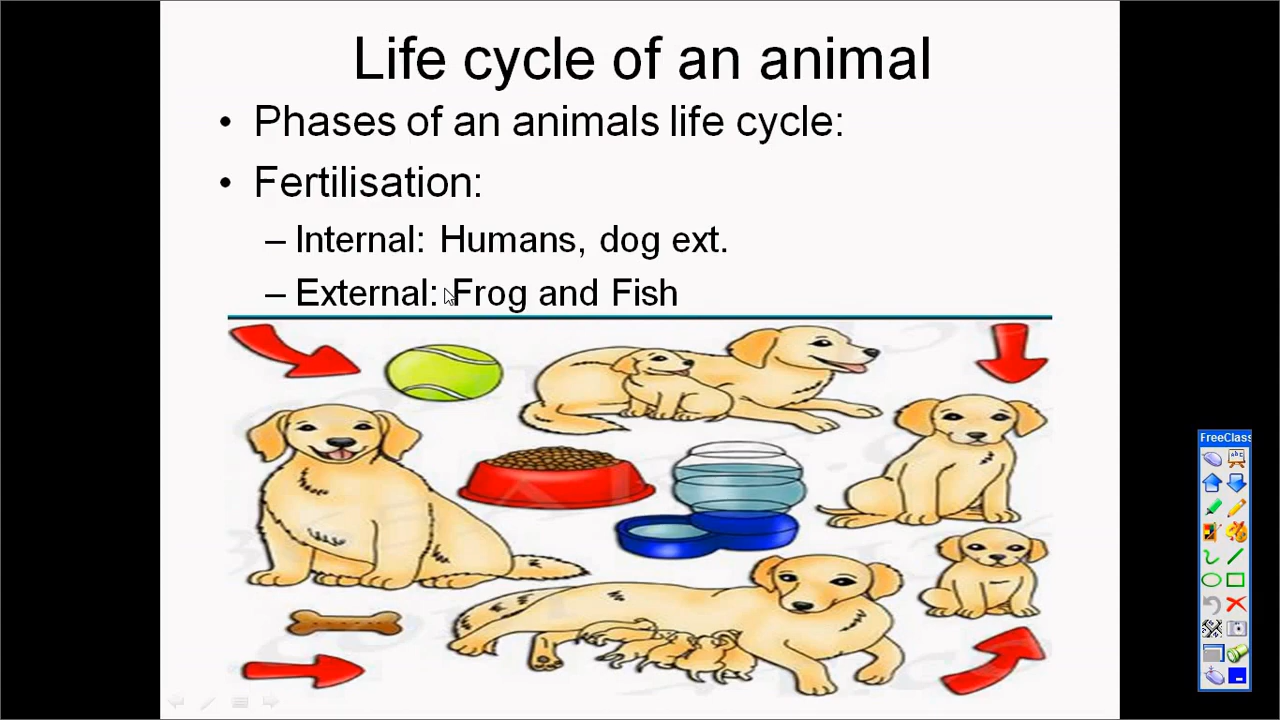 Life cycle of an animal
• Phases of an animals life cycle:
• Fertilisation:
– Internal: Humans, dog ext.
– External: Frog and Fish
FreeClass